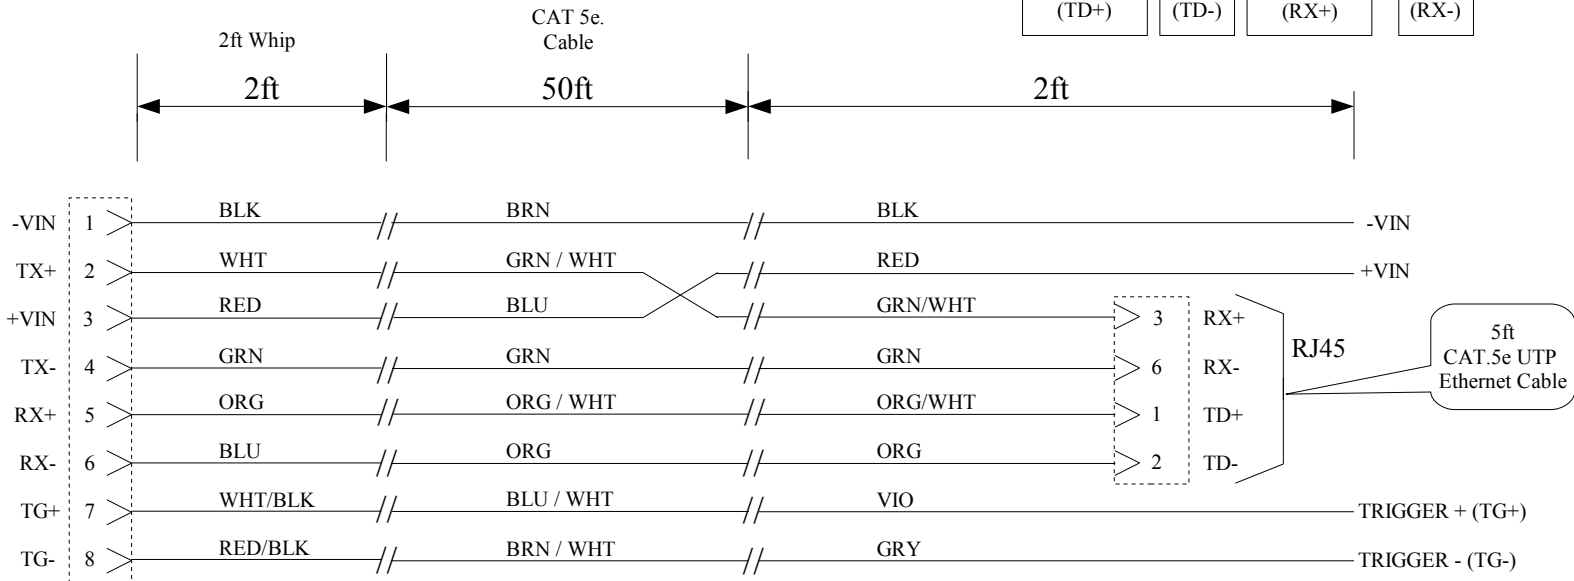 (TD+) (TD-) (RX+) (RX-)
CAT 5e.
2ft Whip Cable
2ft 50ft 2ft
-VIN 1 BLK BRN BLK -VIN
TX+ 2 WHT GRN / WHT RED +VIN
+VIN 3 RED BLU GRN/WHT 3 RX+
TX- 4 GRN GRN GRN 6 RX-
RX+ 5 ORG ORG / WHT ORG/WHT 1 TD+
RX- 6 BLU ORG ORG 2 TD-
RJ45
5ft
CAT.5e UTP
Ethernet Cable
TG+ 7 WHT/BLK BLU / WHT VIO TRIGGER + (TG+)
TG- 8 RED/BLK BRN / WHT GRY TRIGGER - (TG-)